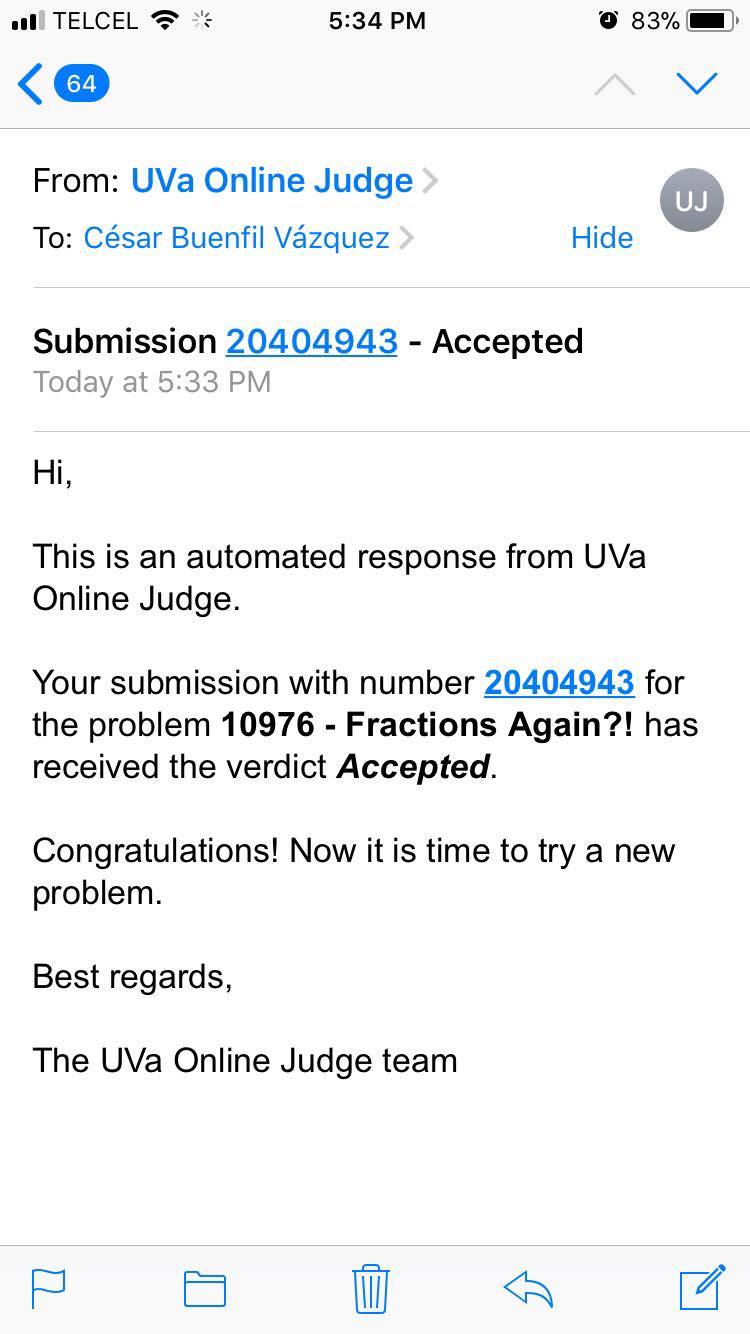 TELCEL 5:34 PM 83%
64
From: UVa Online Judge
UJ
To: César Buenfil Vázquez Hide
Submission 20404943 - Accepted
Today at 5:33 PM
Hi,
This is an automated response from UVa
Online Judge.
Your submission with number 20404943 for
the problem 10976 - Fractions Again?! has
received the verdict Accepted.
Congratulations! Now it is time to try a new
problem.
Best regards,
The UVa Online Judge team